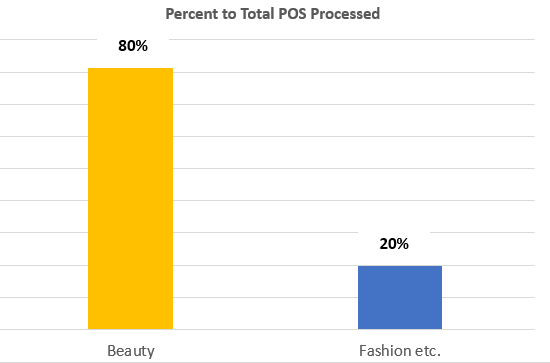 Percent to Total POS Processed
80%
20%
Beauty
Fashion etc.